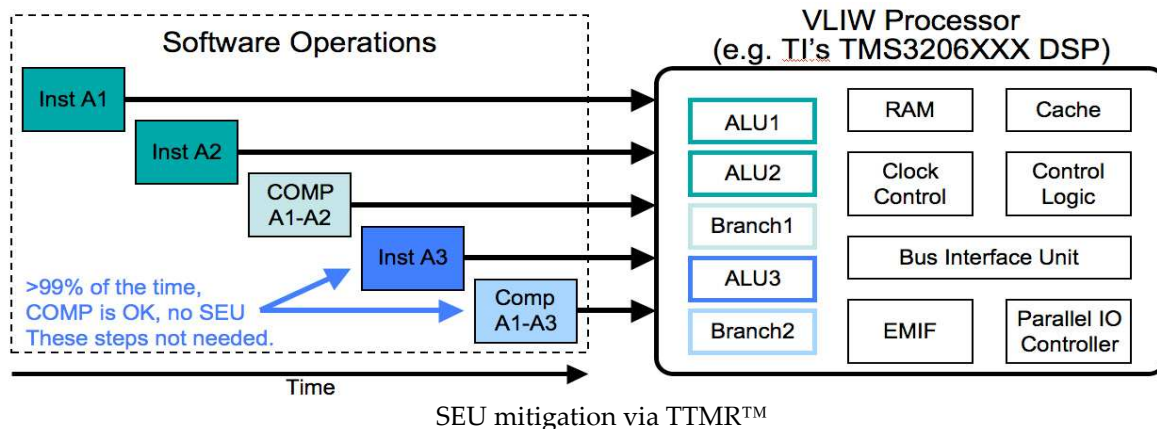 Software Operations
Inst A1
Inst A2
COMP
A1-A2
Inst A3
Comp
A1-A3
>99% of the time,
COMP is OK, no SEU
These steps not needed.
Time
VLIW Processor
(e.g. TI's TMS3206XXX DSP)
ALU1
ALU2
Branch1
ALU3
Branch2
RAM
Cache
Clock
Control
Control
Logic
Bus Interface Unit
EMIF
Parallel IO
Controller
SEU mitigation via TTMR™